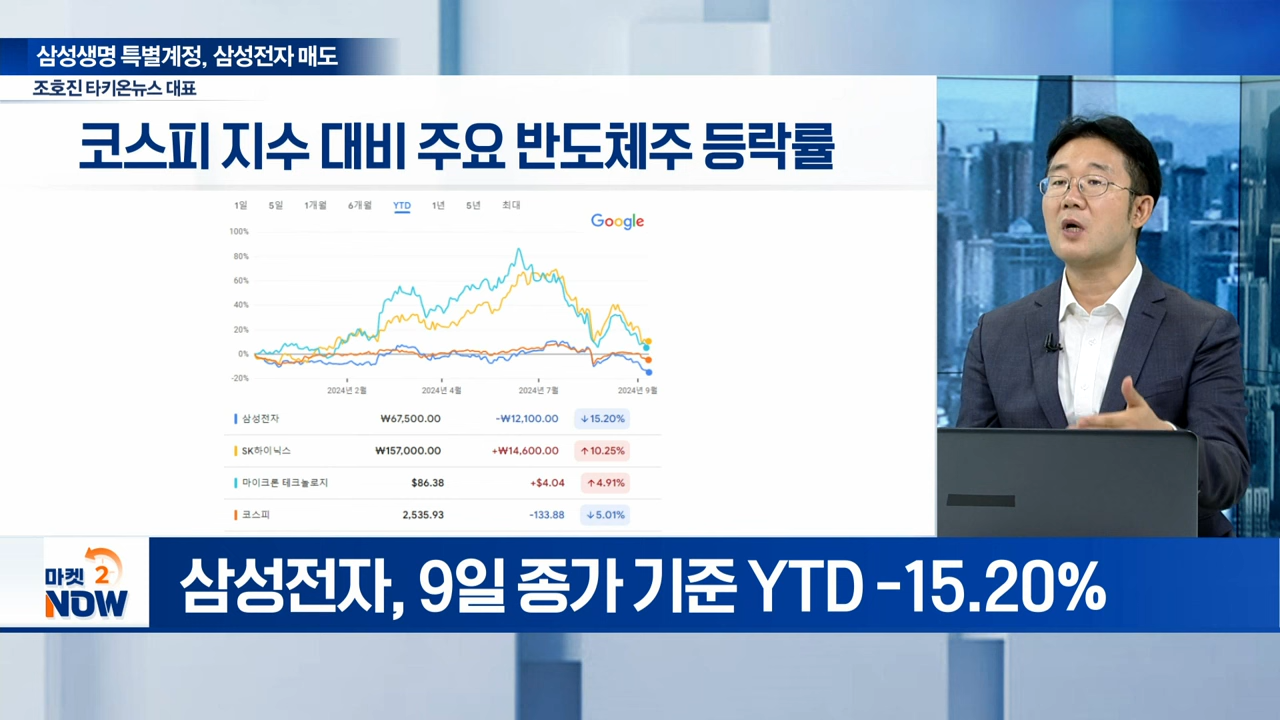 삼성생명 특별계정, 삼성전자 매도
조호진 타키온뉴스 대표
코스피 지수 대비 주요 반도체주 등락률
1일 5일 1개월 6개월 YTD 1년 5년 최대
Google
100%
80%
60%
40%
20%
0%
-20%
2024년 2월 2024년 4월 2024년 7월 2024년 9월
삼성전자 ₩67,500.00 -₩12,100.00 ↓15.20%
SK하이닉스 ₩157,000.00 +₩14,600.00 ↑10.25%
마이크론 테크놀로지 $86.38 +$4.04 ↑4.91%
코스피 2,535.93 -133.88 ↓5.01%
마켓 2
NOW
삼성전자, 9일 종가 기준 YTD -15.20%